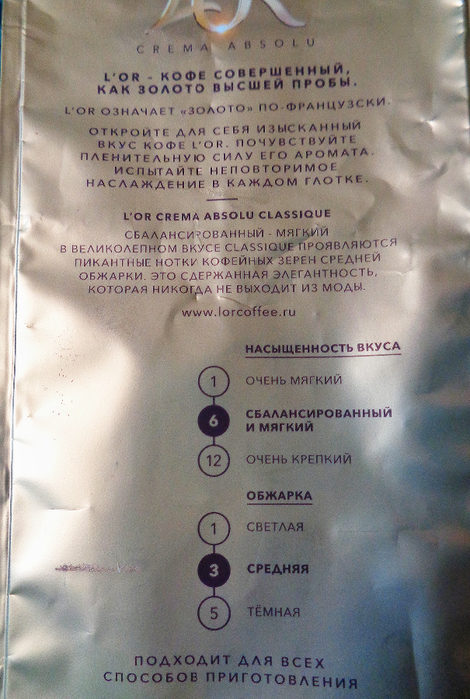 CREMA ABSOLU
L'OR - КОФЕ СОВЕРШЕННЫЙ,
КАК ЗОЛОТО ВЫСШЕЙ ПРОБЫ.
L'OR ОЗНАЧАЕТ «ЗОЛОТО» ПО-ФРАНЦУЗСКИ.
ОТКРОЙТЕ ДЛЯ СЕБЯ ИЗЫСКАННЫЙ
ВКУС КОФЕ L'OR. ПОЧУВСТВУЙТЕ
ПЛЕНИТЕЛЬНУЮ СИЛУ ЕГО АРОМАТА.
ИСПЫТАЙТЕ НЕПОВТОРИМОЕ
НАСЛАЖДЕНИЕ В КАЖДОМ ГЛОТКЕ.
L'OR CREMA ABSOLU CLASSIQUE
СБАЛАНСИРОВАННЫЙ - МЯГКИЙ
В ВЕЛИКОЛЕПНОМ ВКУСЕ CLASSIQUE ПРОЯВЛЯЮТСЯ
ПИКАНТНЫЕ НОТКИ КОФЕЙНЫХ ЗЕРЕН СРЕДНЕЙ
ОБЖАРКИ. ЭТО СДЕРЖАННАЯ ЭЛЕГАНТНОСТЬ,
КОТОРАЯ НИКОГДА НЕ ВЫХОДИТ ИЗ МОДЫ.
www.lorcoffee.ru
НАСЫЩЕННОСТЬ ВКУСА
1 ОЧЕНЬ МЯГКИЙ
6 СБАЛАНСИРОВАННЫЙ
И МЯГКИЙ
12 ОЧЕНЬ КРЕПКИЙ
ОБЖАРКА
1 СВЕТЛАЯ
3 СРЕДНЯЯ
5 ТЁМНАЯ
ПОДХОДИТ ДЛЯ ВСЕХ
СПОСОБОВ ПРИГОТОВЛЕНИЯ